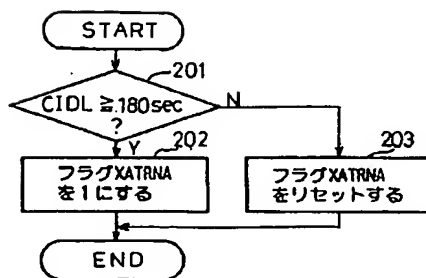 START
201
CIDL ≧.180sec
?
N
Y
202
フラグXATRNA
を1にする
203
フラグXATRNA
をリセットする
END